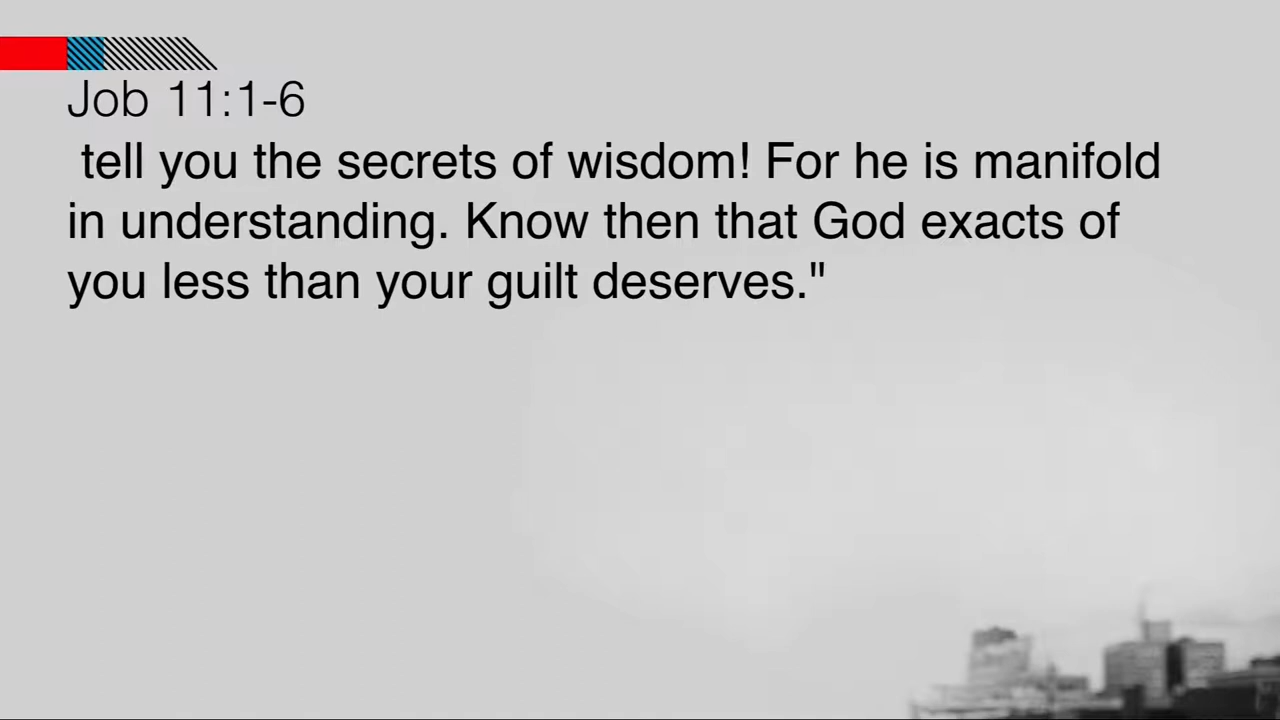 Job 11:1-6
tell you the secrets of wisdom! For he is manifold
in understanding. Know then that God exacts of
you less than your guilt deserves."